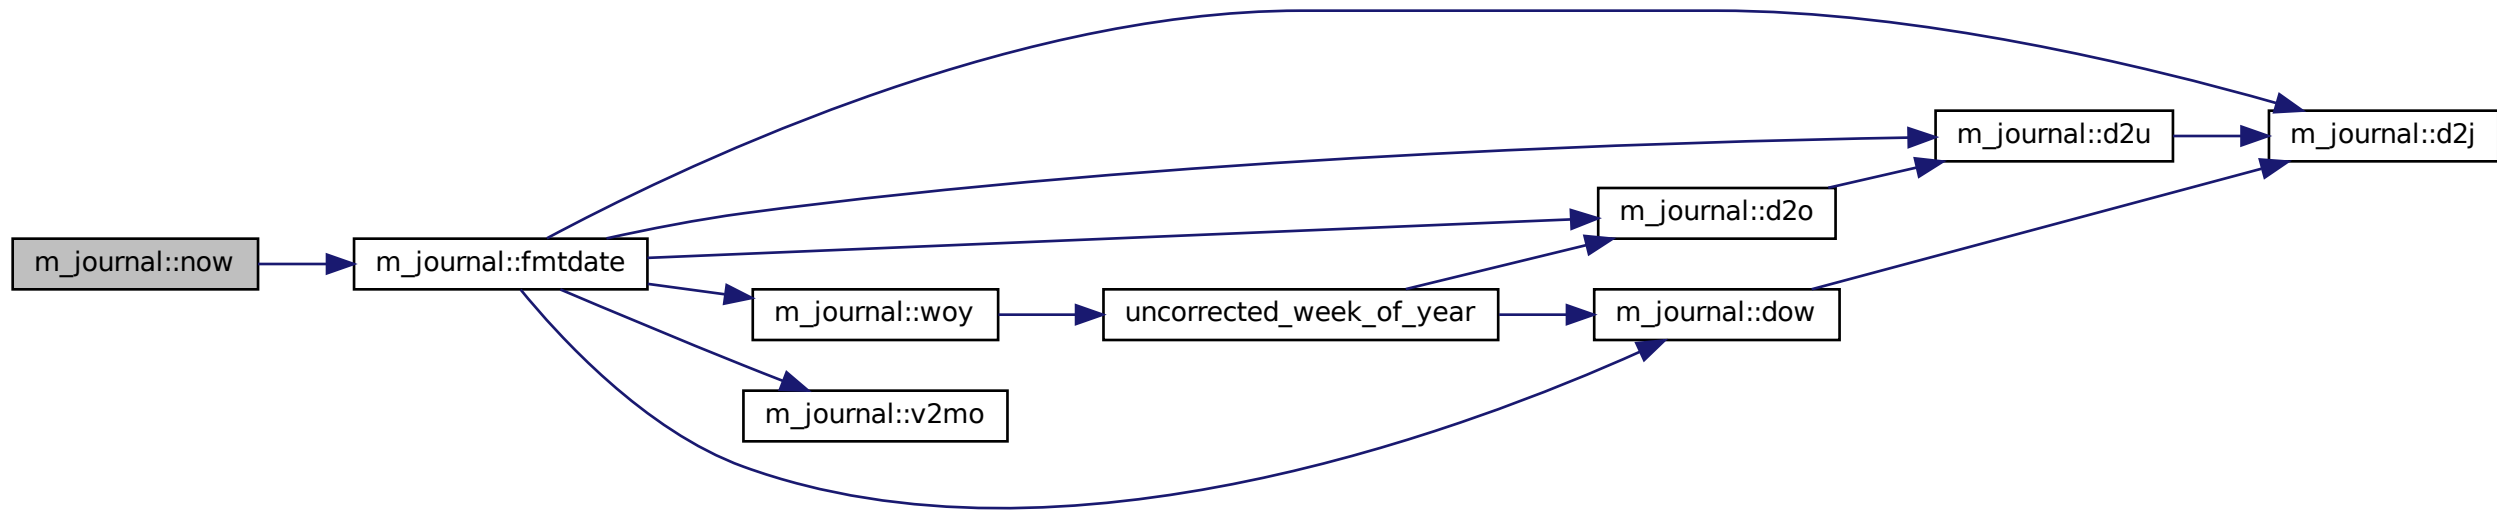 m_journal::now
m_journal::fmtdate
m_journal::woy
m_journal::v2mo
uncorrected_week_of_year
m_journal::d2o
m_journal::dow
m_journal::d2u
m_journal::d2j